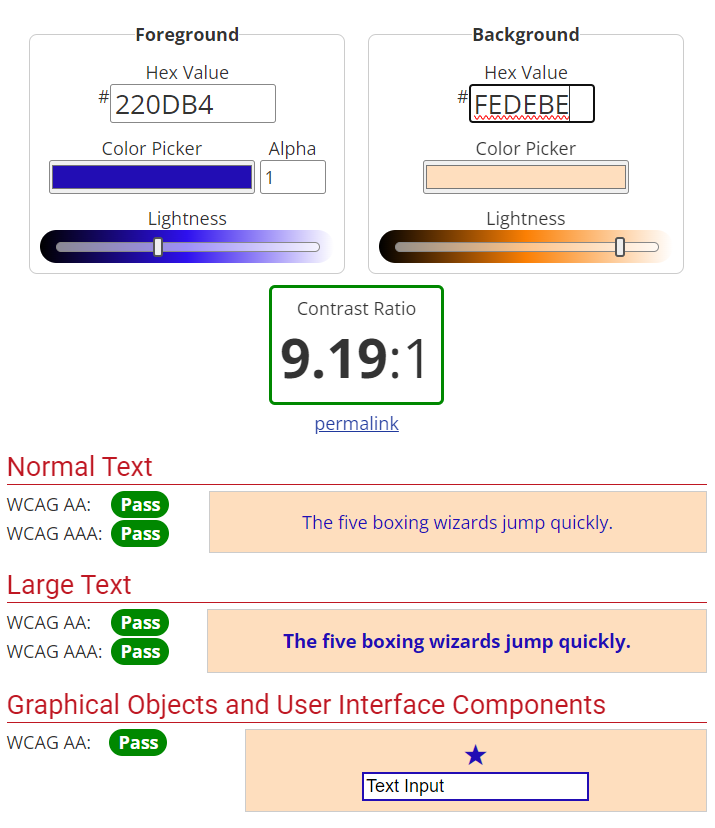 Foreground
Hex Value
# 220DB4
Color Picker Alpha
1
Lightness
Background
Hex Value
# FEDEBE
Color Picker
Lightness
Contrast Ratio
9.19:1
permalink
Normal Text
WCAG AA: Pass
WCAG AAA: Pass
The five boxing wizards jump quickly.
Large Text
WCAG AA: Pass
WCAG AAA: Pass
The five boxing wizards jump quickly.
Graphical Objects and User Interface Components
WCAG AA: Pass
Text Input